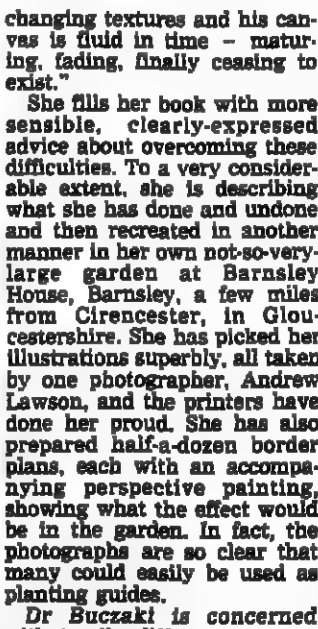 changing textures and his can-
vas is fluid in time – matur-
ing, fading, finally ceasing to
exist."
She fills her book with more
sensible, clearly-expressed
advice about overcoming these
difficulties. To a very consider-
able extent, she is describing
what she has done and undone
and then recreated in another
manner in her own not-so-very-
large garden at Barnsley
House, Barnsley, a few miles
from Cirencester, in Glou-
cestershire. She has picked her
illustrations superbly, all taken
by one photographer, Andrew
Lawson, and the printers have
done her proud. She has also
prepared half-a-dozen border
plans, each with an accompa-
nying perspective painting,
showing what the effect would
be in the garden. In fact, the
photographs are so clear that
many could easily be used as
planting guides.
Dr Buczaki is concerned